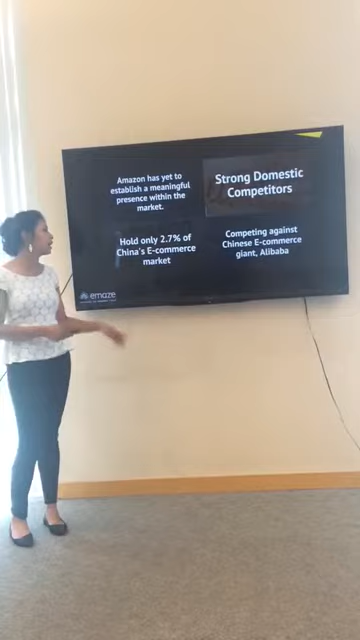 Amazon has yet to
establish a meaningful
presence within the
market.
Strong Domestic
Competitors
Hold only 2.7% of
China's E-commerce
market
Competing against
Chinese E-commerce
giant, Alibaba
emaze